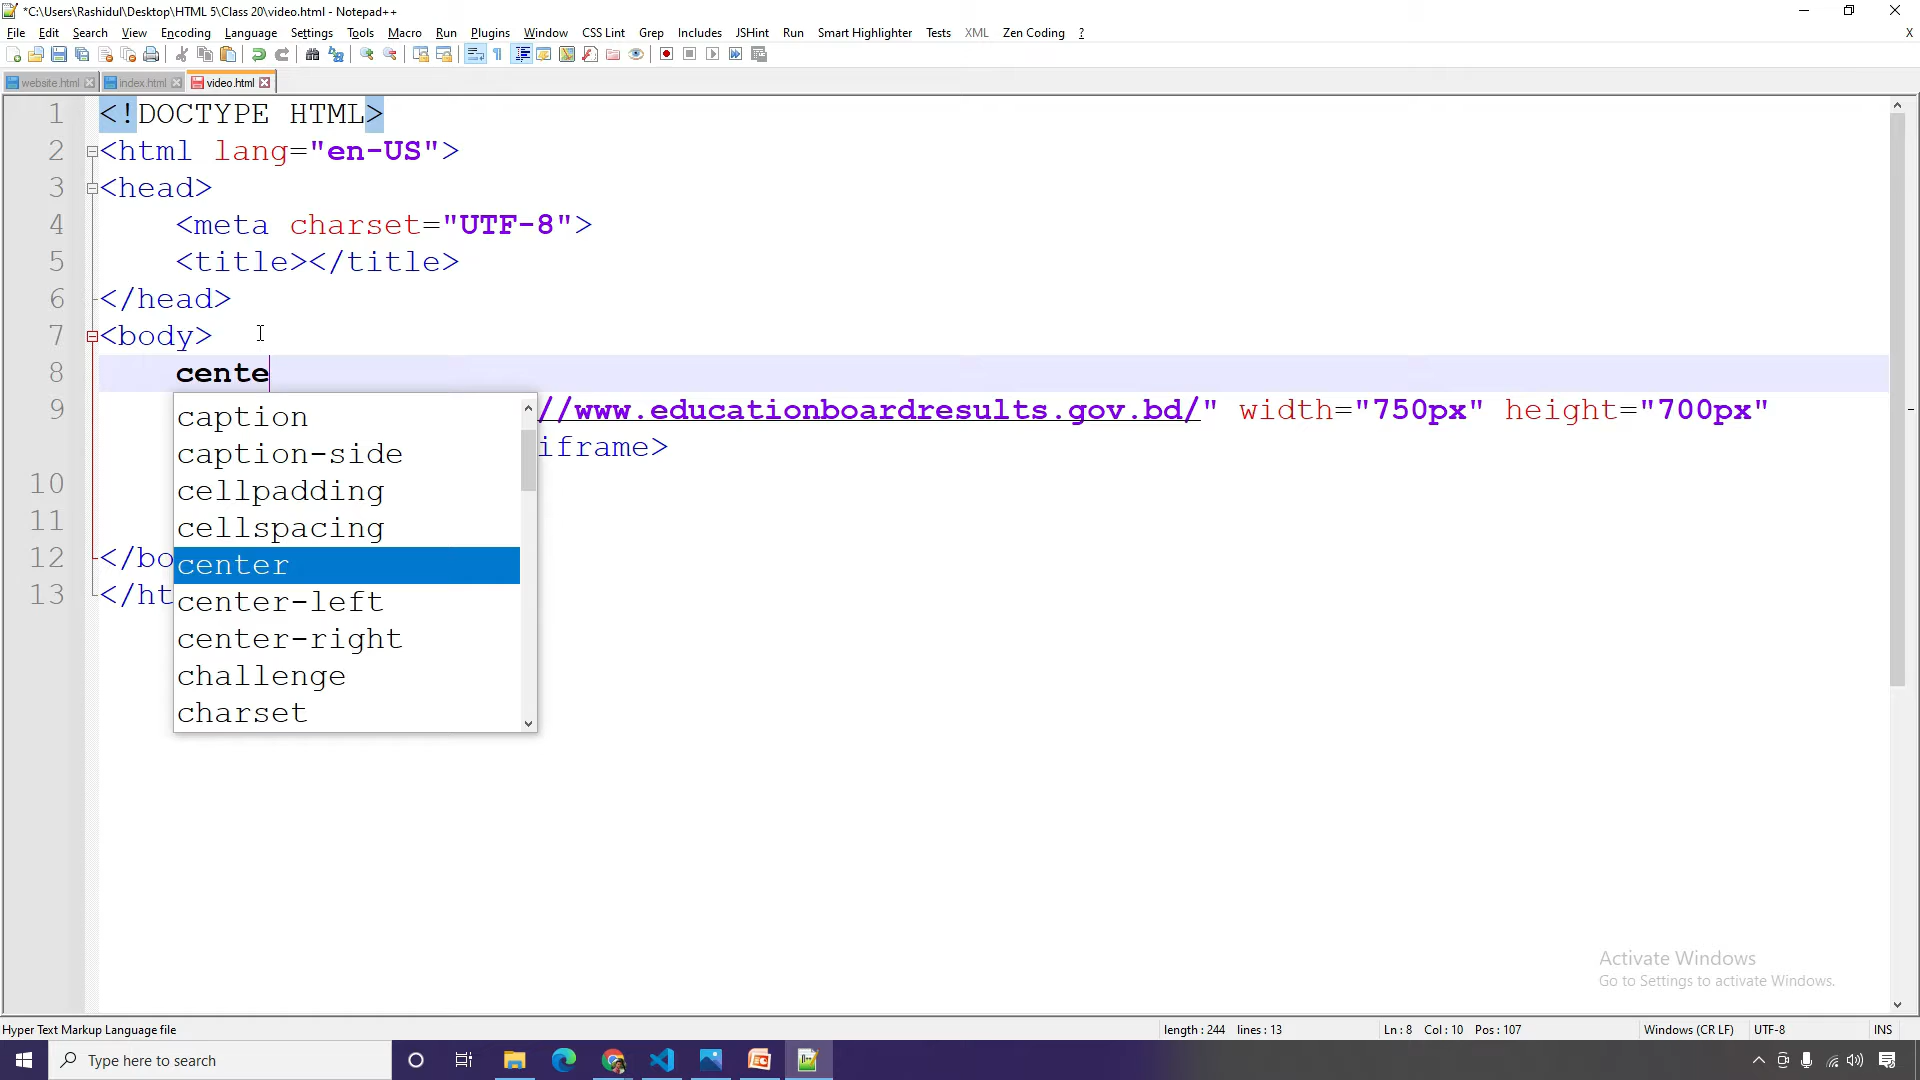 *C:\Users\Rashidul\Desktop\HTML 5\Class 20\video.html - Notepad++
File Edit Search View Encoding Language Settings Tools Macro Run Plugins Window CSS Lint Grep Includes JSHint Run Smart Highlighter Tests XML Zen Coding ? X
website.html index.html video.html
1 <!DOCTYPE HTML>
2 <html lang="en-US">
3 <head>
4 <meta charset="UTF-8">
5 <title></title>
6 </head>
7 <body>
8 cente
9 //www.educationboardresults.gov.bd/" width="750px" height="700px"
iframe>
10
11
12 </bo
13 </ht
caption
caption-side
cellpadding
cellspacing
center
center-left
center-right
challenge
charset
Activate Windows
Go to Settings to activate Windows.
Hyper Text Markup Language file length : 244 lines : 13 Ln : 8 Col : 10 Pos : 107 Windows (CR LF) UTF-8 INS
Type here to search